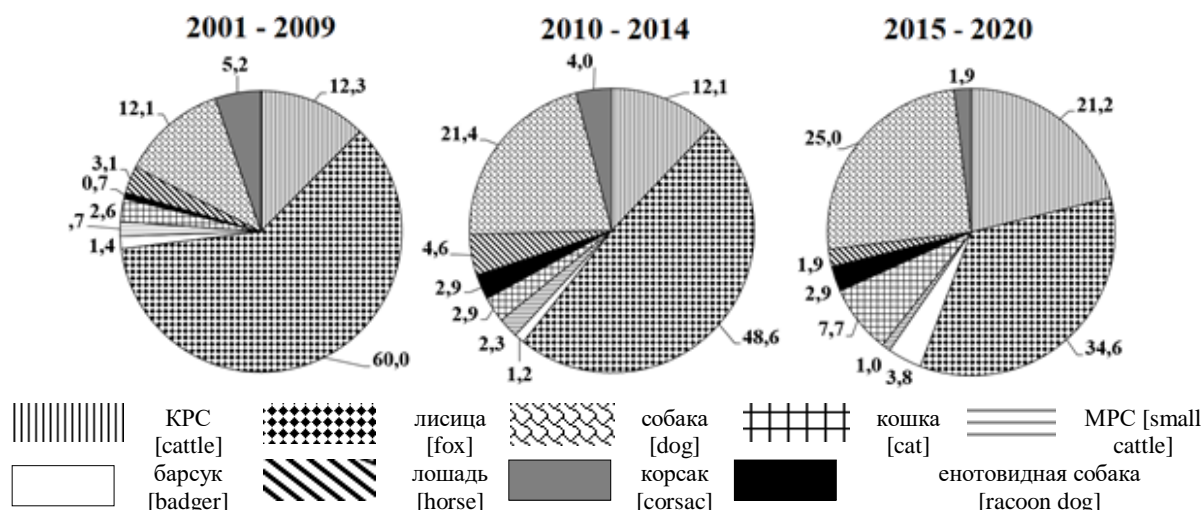 2001 - 2009
2010 - 2014
2015 - 2020
5,2
12,3
12,1
3,1
0,7
2,6
,7
1,4
60,0
4,0
12,1
21,4
4,6
2,9
2,9
2,3
1,2
48,6
1,9
21,2
25,0
1,9
2,9
7,7
1,0
3,8
34,6
КРС
[cattle]
лисица
[fox]
собака
[dog]
кошка
[cat]
МРС [small
cattle]
барсук
[badger]
лошадь
[horse]
корсак
[corsac]
енотовидная собака
[racoon dog]